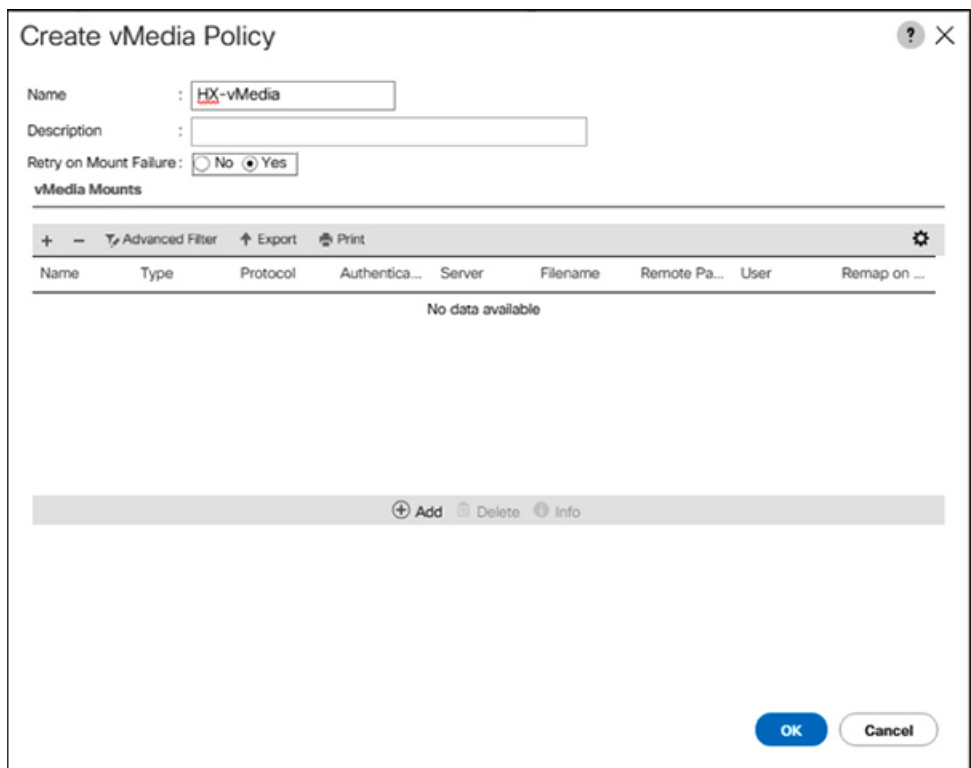 Create vMedia Policy ?
Name : HX-vMedia
Description :
Retry on Mount Failure : No Yes
vMedia Mounts
+ − Advanced Filter Export Print
Name Type Protocol Authentica... Server Filename Remote Pa... User Remap on ...
No data available
Add Delete Info
OK Cancel